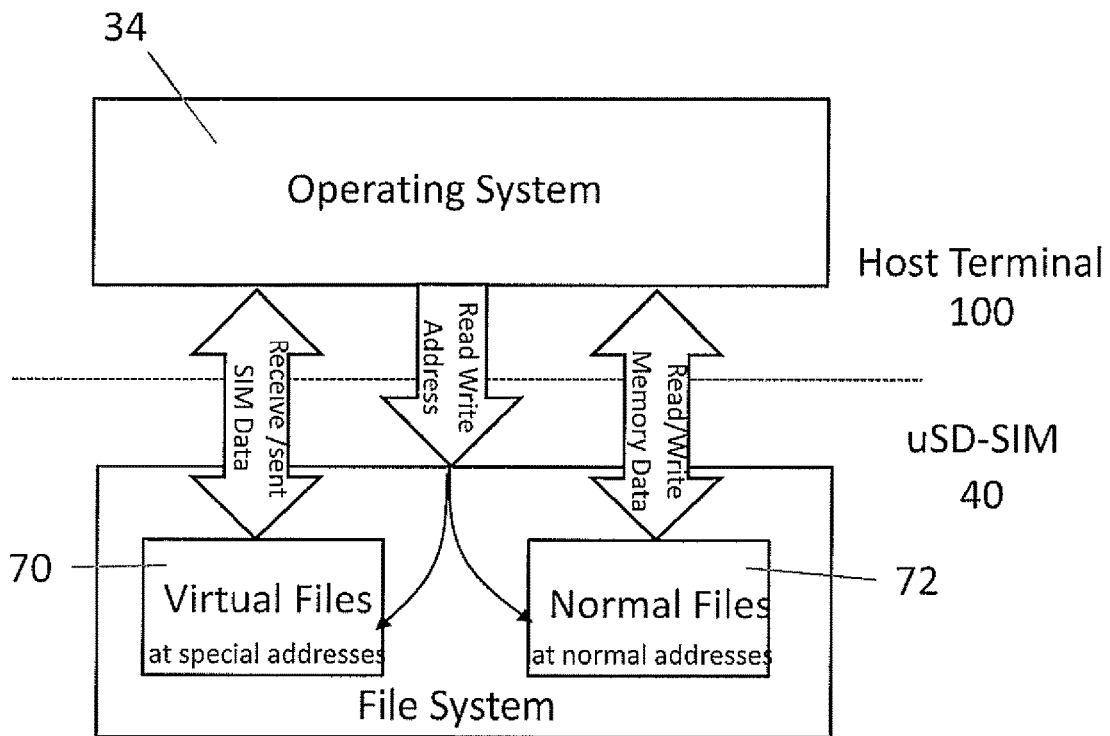 34
Operating System
Host Terminal
100
Receive /sent
SIM Data
Read Write
Address
Read/Write
Memory Data
uSD-SIM
40
70
Virtual Files
at special addresses
Normal Files
at normal addresses
72
File System